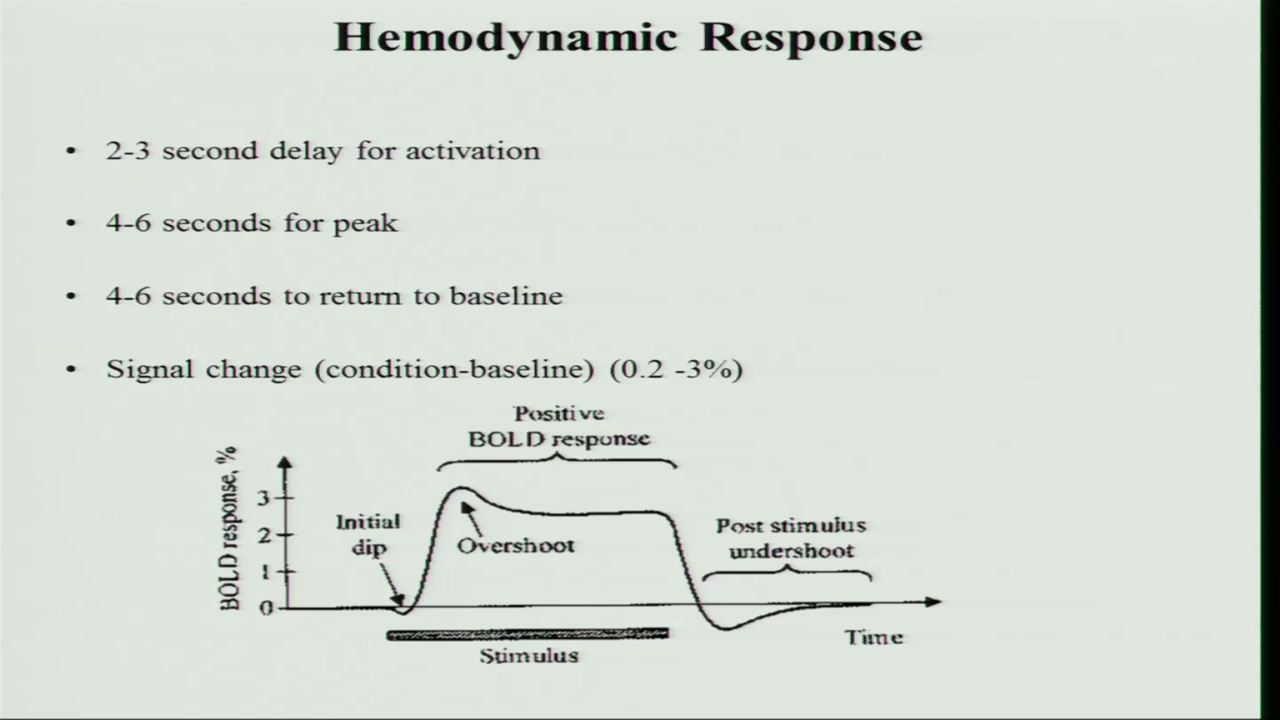 Hemodynamic Response
• 2-3 second delay for activation
• 4-6 seconds for peak
• 4-6 seconds to return to baseline
• Signal change (condition-baseline) (0.2 -3%)
Positive
BOLD response
BOLD response, %
3
2
1
0
Initial
dip
Overshoot
Post stimulus
undershoot
Stimulus
Time